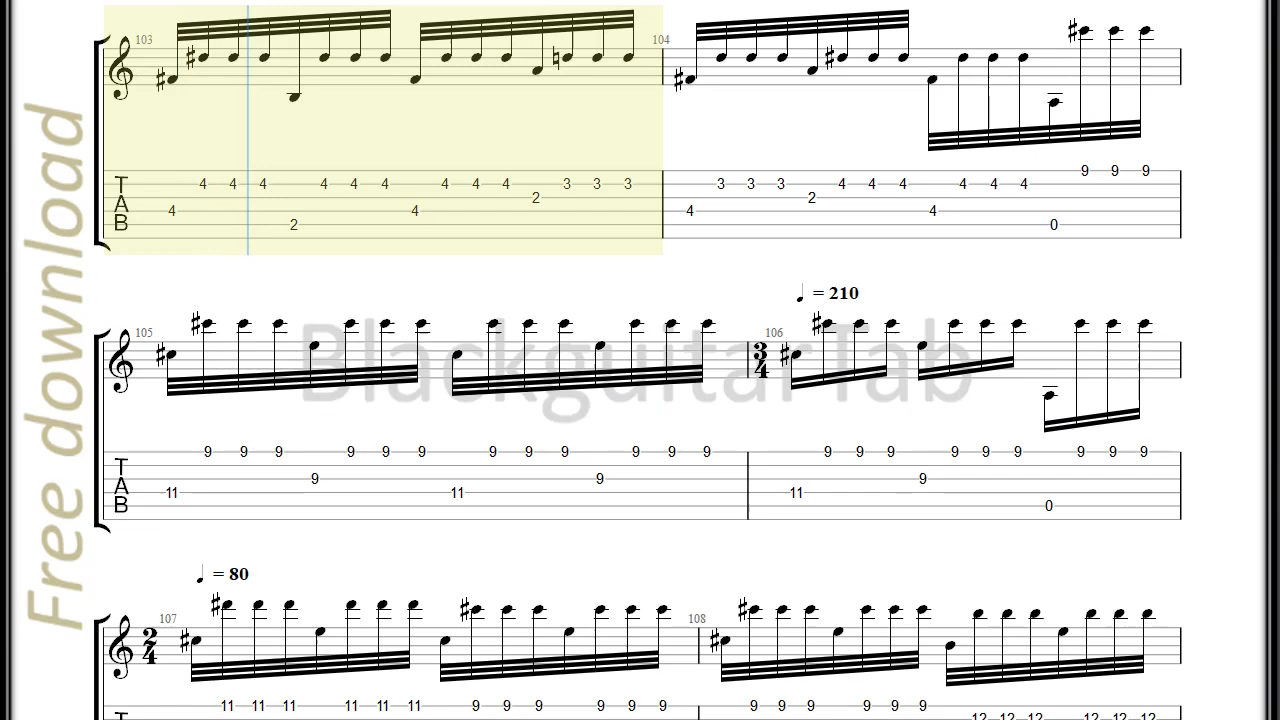 Free download
103
104
T 4 4 4 4 4 4 4 4 4 3 3 3 3 3 3 4 4 4 4 4 4 9 9 9
A 2 2
B 4 2 4 4 4 0
105
106
♩ = 210
BlackguitarTab
3
4
9 9 9 9 9 9 9 9 9 9 9 9 9 9 9 9 9 9 9 9 9
T
A 9 9 9
B 11 11 11 0
♩ = 80
107
108
2
4
11 11 11 11 11 11 9 9 9 9 9 9 9 9 9 9 9 9
12 12 12 12 12 12